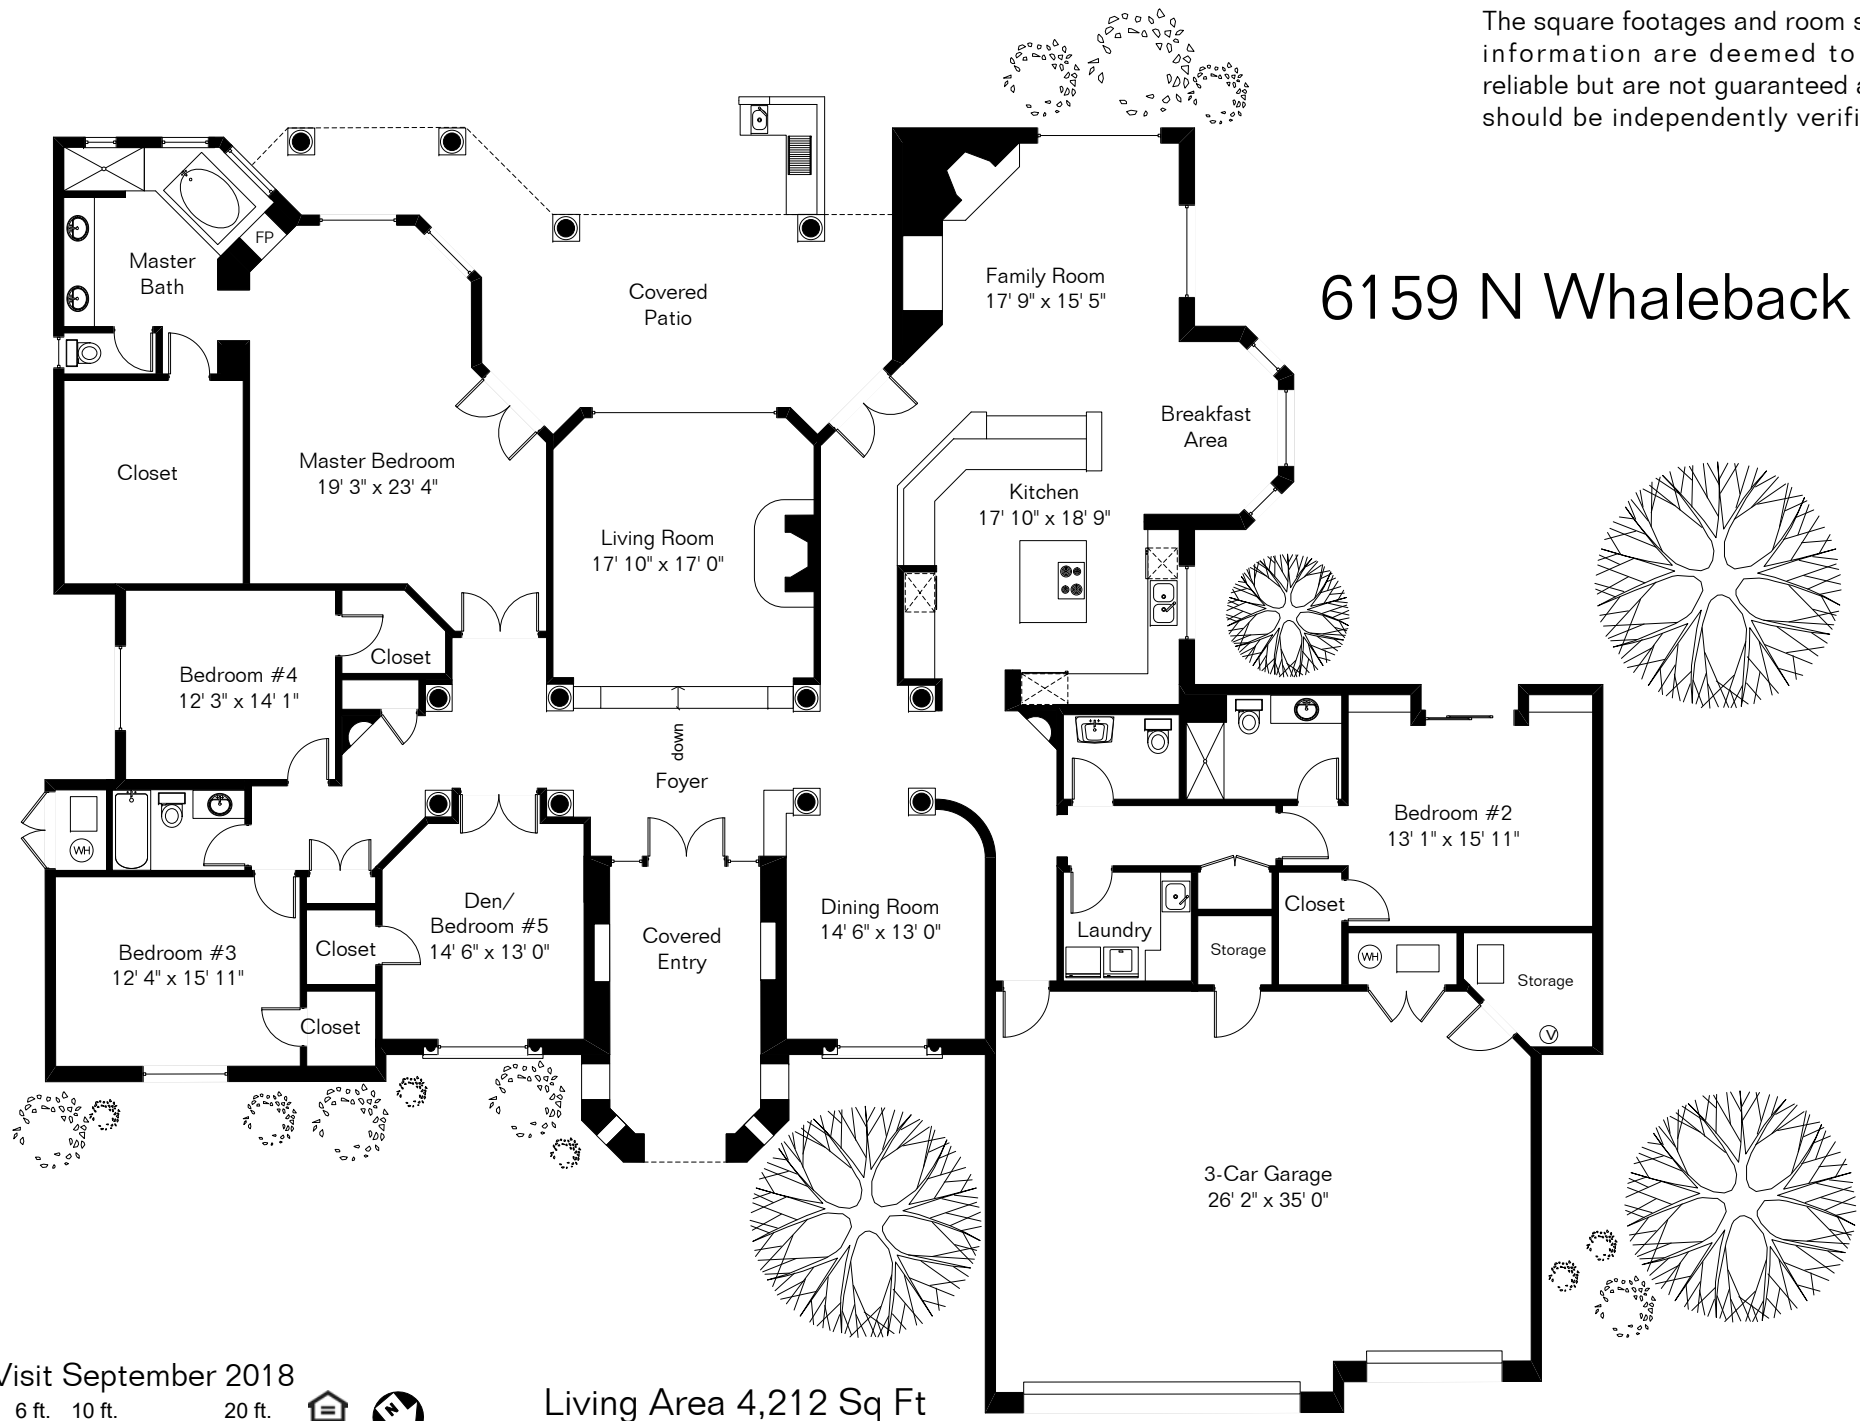 The square footages and room s
information are deemed to
reliable but are not guaranteed a
should be independently verifi
6159 N Whaleback
FP
Master
Bath
Covered
Patio
Family Room
17' 9" x 15' 5"
Breakfast
Area
Closet
Master Bedroom
19' 3" x 23' 4"
Kitchen
17' 10" x 18' 9"
Living Room
17' 10" x 17' 0"
Closet
Bedroom #4
12' 3" x 14' 1"
down
Foyer
Bedroom #2
13' 1" x 15' 11"
WH
Den/
Bedroom #5
14' 6" x 13' 0"
Dining Room
14' 6" x 13' 0"
Closet
Laundry
Covered
Entry
Closet
Storage
Bedroom #3
12' 4" x 15' 11"
WH
Storage
Closet
V
3-Car Garage
26' 2" x 35' 0"
Visit September 2018
6 ft. 10 ft. 20 ft.
N
Living Area 4,212 Sq Ft